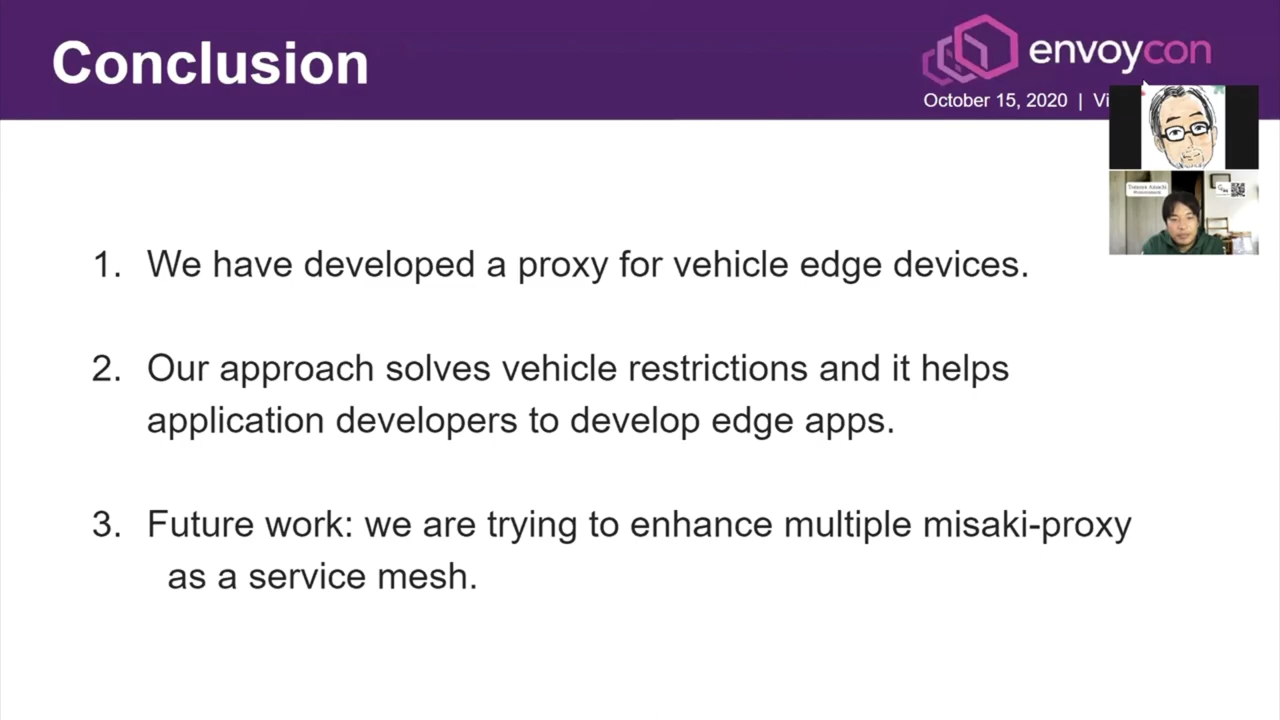 Conclusion
envoycon
October 15, 2020 | Vi
1. We have developed a proxy for vehicle edge devices.
2. Our approach solves vehicle restrictions and it helps
application developers to develop edge apps.
3. Future work: we are trying to enhance multiple misaki-proxy
as a service mesh.